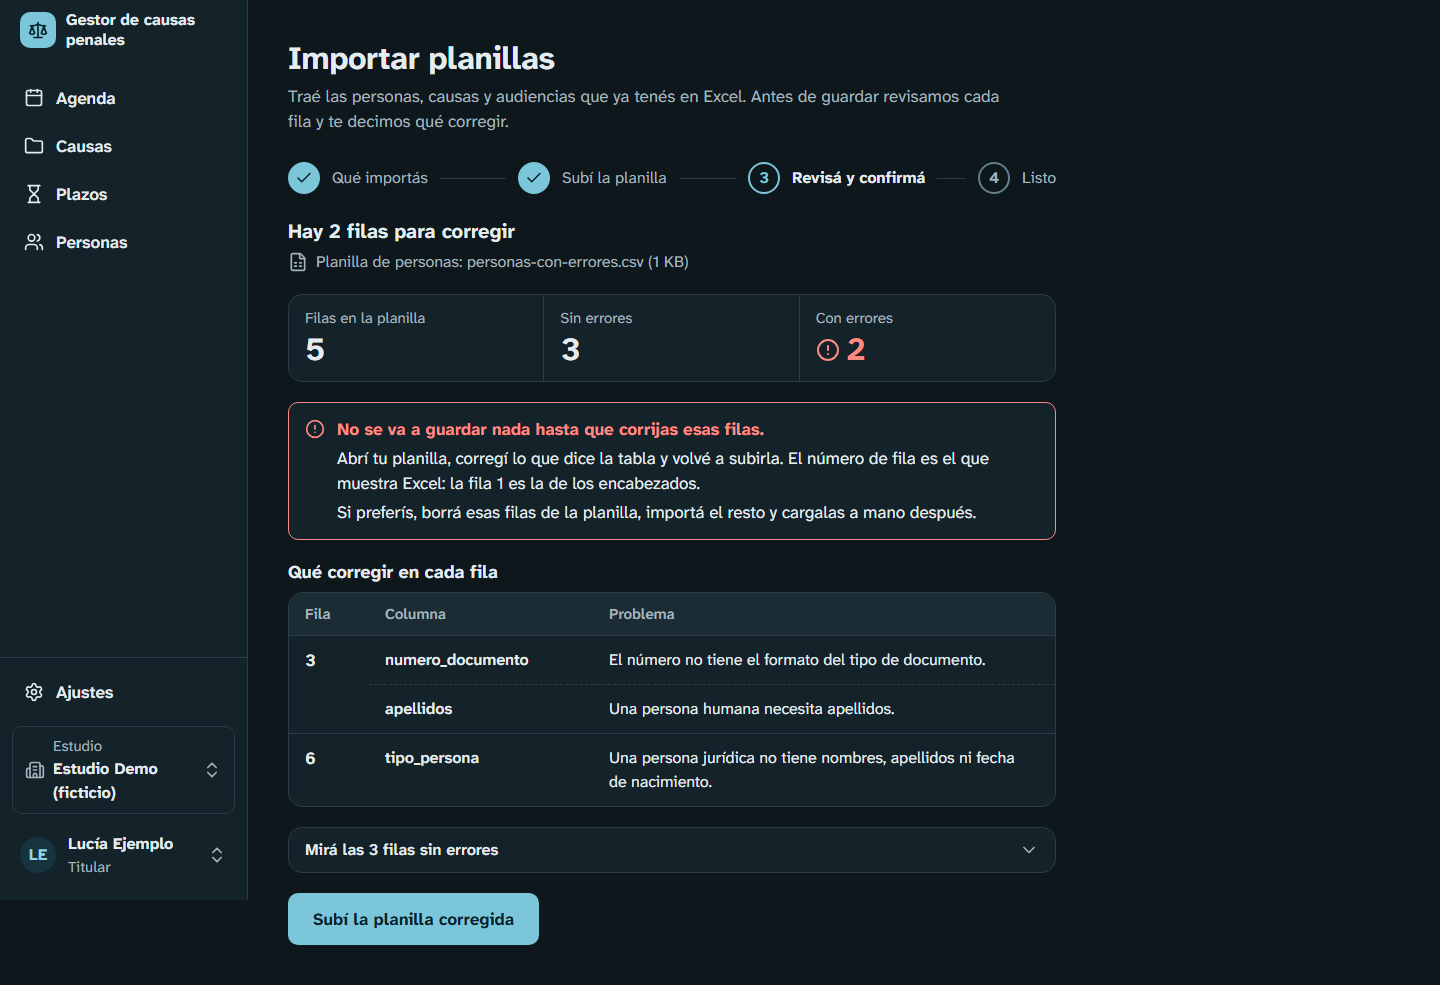 Gestor de causas
penales
Agenda
Causas
Plazos
Personas
Ajustes
Estudio
Estudio Demo
(ficticio)
LE
Lucía Ejemplo
Titular
Importar planillas
Traé las personas, causas y audiencias que ya tenés en Excel. Antes de guardar revisamos cada
fila y te decimos qué corregir.
Qué importás
Subí la planilla
3 Revisá y confirmá
4 Listo
Hay 2 filas para corregir
Planilla de personas: personas-con-errores.csv (1 KB)
Filas en la planilla
5
Sin errores
3
Con errores
2
No se va a guardar nada hasta que corrijas esas filas.
Abrí tu planilla, corregí lo que dice la tabla y volvé a subirla. El número de fila es el que
muestra Excel: la fila 1 es la de los encabezados.
Si preferís, borrá esas filas de la planilla, importá el resto y cargalas a mano después.
Qué corregir en cada fila
Fila Columna Problema
3 numero_documento El número no tiene el formato del tipo de documento.
apellidos Una persona humana necesita apellidos.
6 tipo_persona Una persona jurídica no tiene nombres, apellidos ni fecha
de nacimiento.
Mirá las 3 filas sin errores
Subí la planilla corregida